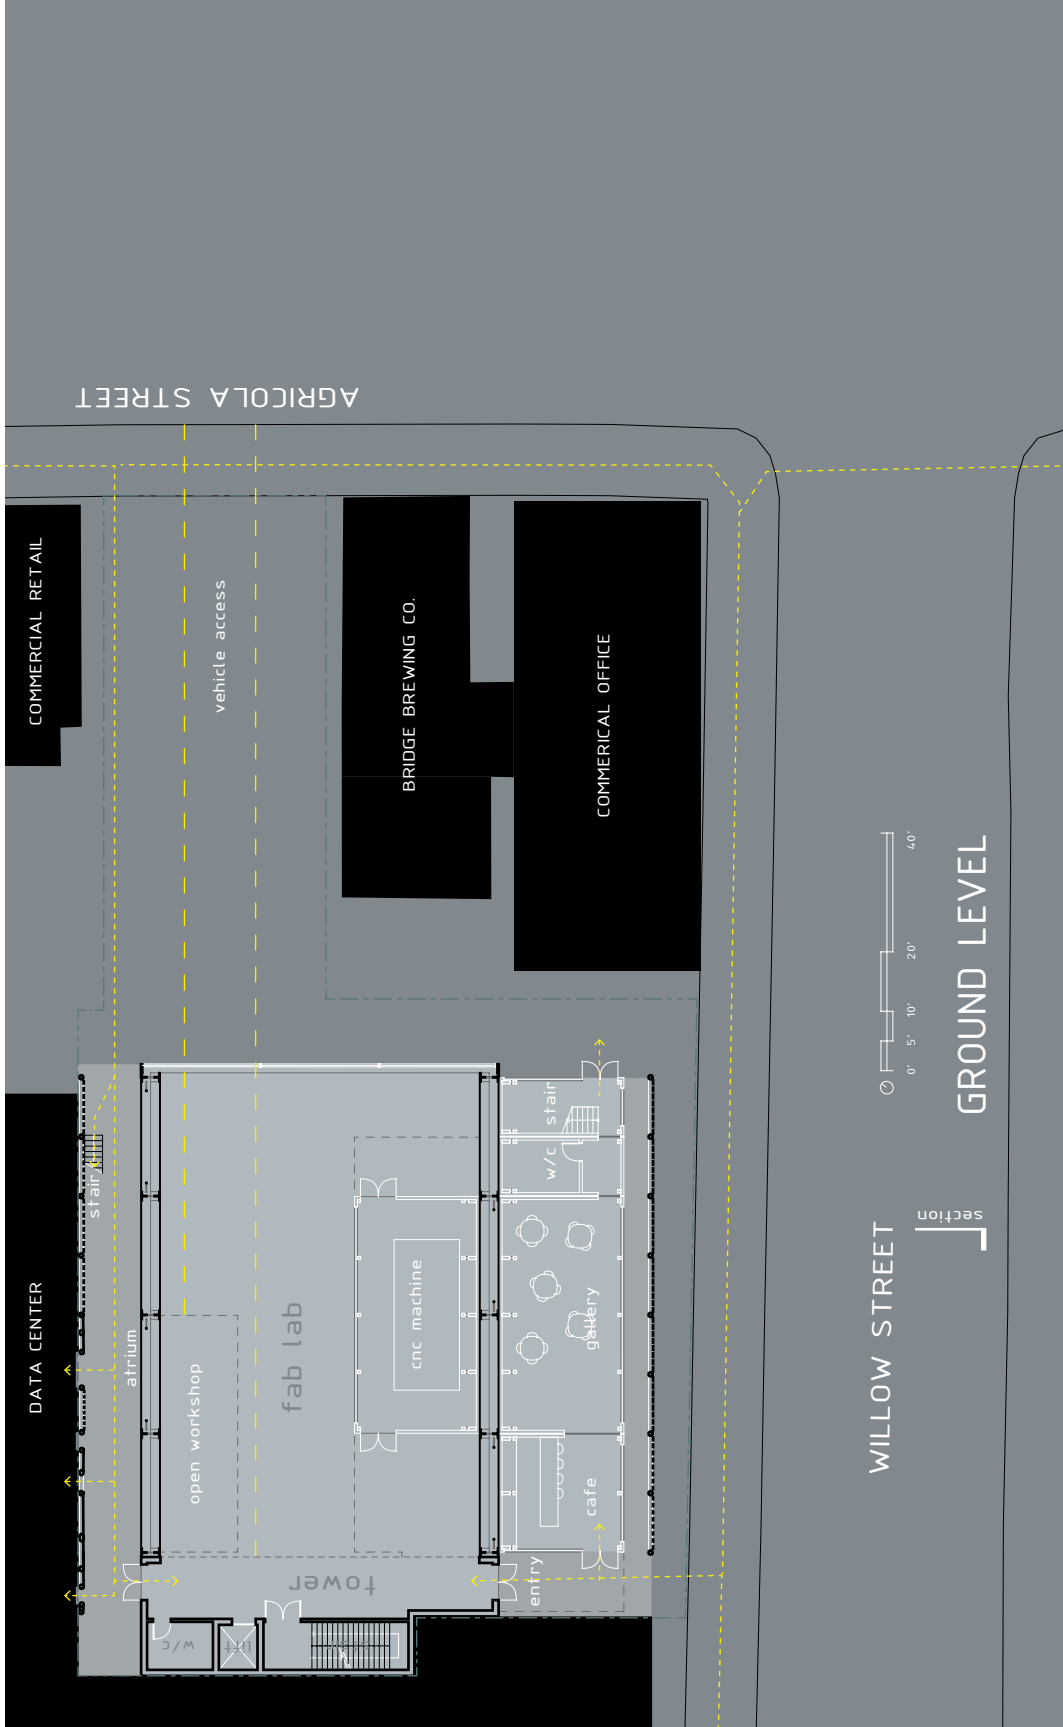 AGRICOLA STREET
COMMERCIAL RETAIL
vehicle access
BRIDGE BREWING CO.
COMMERICAL OFFICE
0' 5' 10' 20' 40'
GROUND LEVEL
WILLOW STREET
section
DATA CENTER
stair
atrium
open workshop
fab lab
cnc machine
stair
w/c
gallery
cafe
entry
tower
w/c
lift